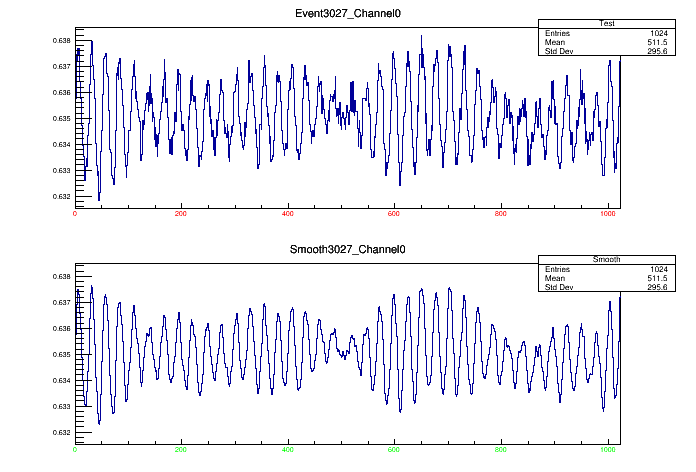 Event3027_Channel0
Test
Entries 1024
Mean 511.5
Std Dev 295.6
0.638
0.637
0.636
0.635
0.634
0.633
0.632
0 200 400 600 800 1000
Smooth3027_Channel0
Smooth
Entries 1024
Mean 511.5
Std Dev 295.6
0.638
0.637
0.636
0.635
0.634
0.633
0.632
0 200 400 600 800 1000